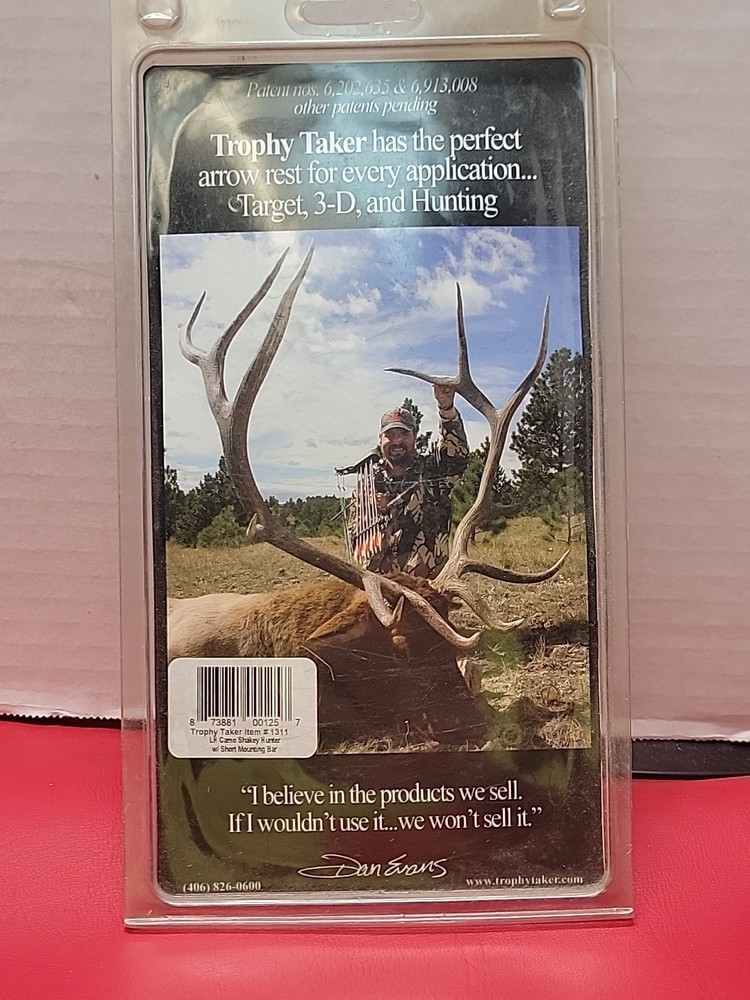 Patent nos. 6,202,635 & 6,913,008
other patents pending
Trophy Taker has the perfect
arrow rest for every application...
Target, 3-D, and Hunting
8 73881 00125 7
Trophy Taker Item # 1311
LH Camo Shakey Hunter
w/ Short Mounting Bar
“I believe in the products we sell.
If I wouldn’t use it...we won’t sell it.”
Dan Evans
(406) 826-0600
www.trophytaker.com